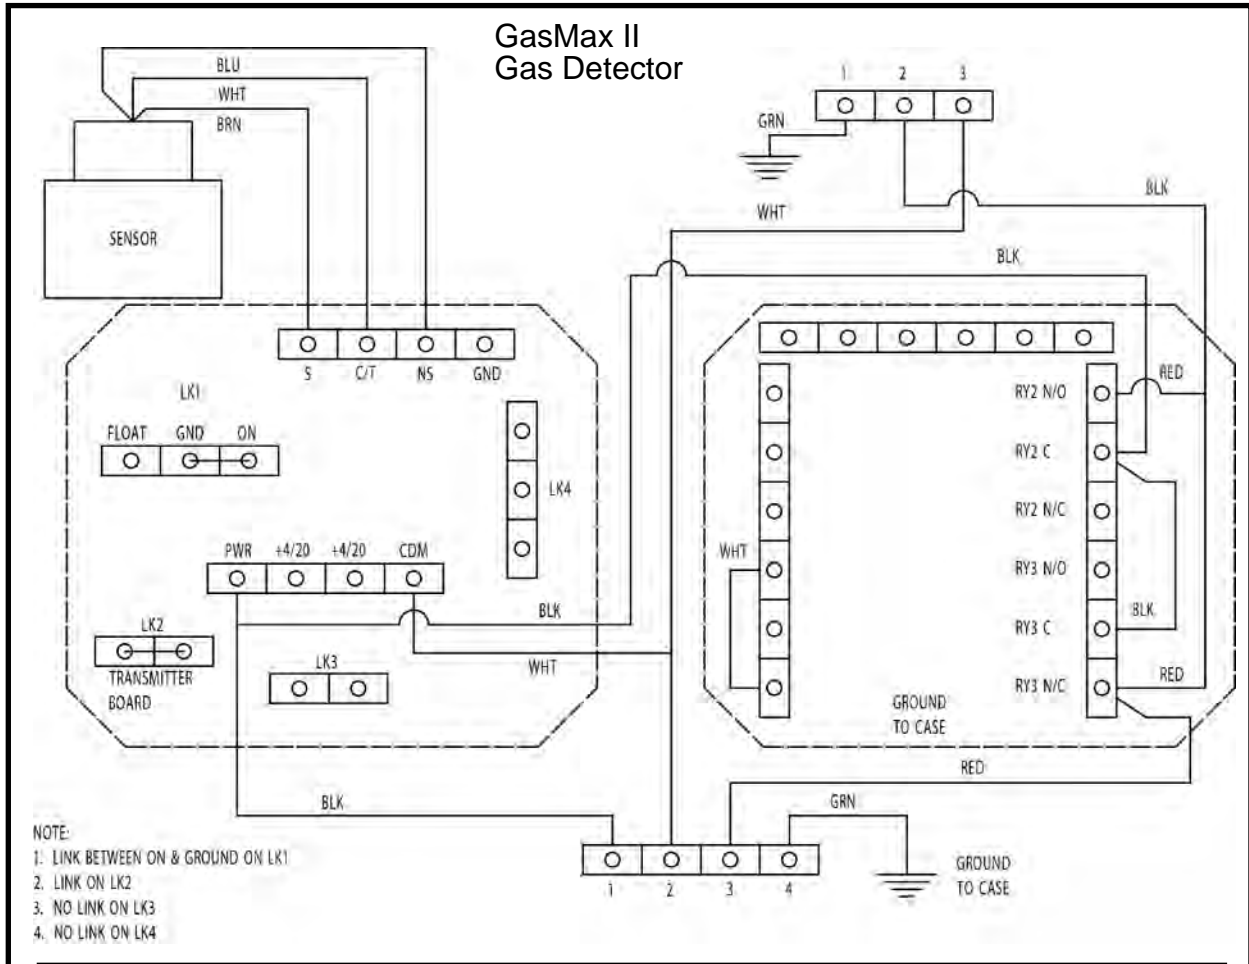 GasMax II
Gas Detector
BLU
WHT
BRN
SENSOR
1 2 3
GRN
BLK
WHT
BLK
S C/T NS GND
LK1
FLOAT GND ON
LK4
PWR +4/20 +4/20 COM
BLK
WHT
LK2
TRANSMITTER
BOARD
LK3
RED
RY2 N/O
RY2 C
RY2 N/C
WHT
RY3 N/O
BLK
RY3 C
RED
RY3 N/C
GROUND
TO CASE
RED
BLK
GRN
1 2 3 4
GROUND
TO CASE
NOTE:
1. LINK BETWEEN ON & GROUND ON LK1
2. LINK ON LK2
3. NO LINK ON LK3
4. NO LINK ON LK4